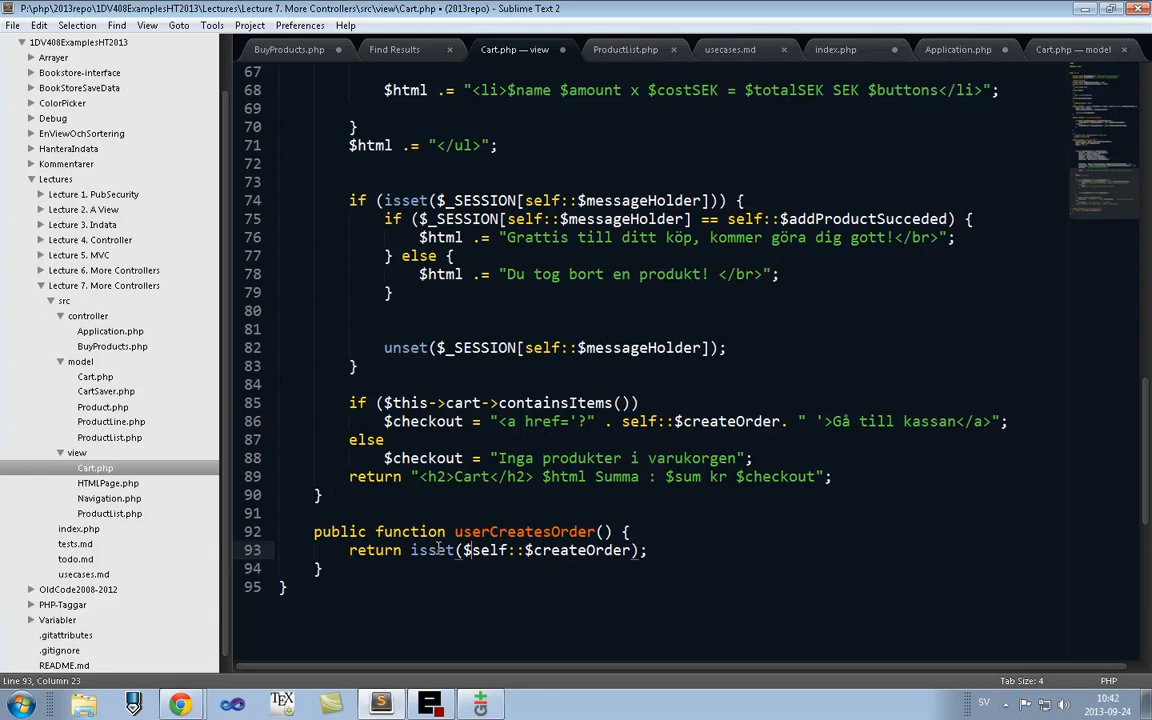 P:\php\2013repo\1DV408ExamplesHT2013\Lectures\Lecture 7. More Controllers\src\view\Cart.php • (2013repo) - Sublime Text 2
File Edit Selection Find View Goto Tools Project Preferences Help
1DV408ExamplesHT2013
Arrayer
Bookstore-interface
BookStoreSaveData
ColorPicker
Debug
EnViewOchSortering
HanteraIndata
Kommentarer
Lectures
Lecture 1. PubSecurity
Lecture 2. A View
Lecture 3. Indata
Lecture 4. Controller
Lecture 5. MVC
Lecture 6. More Controllers
Lecture 7. More Controllers
src
controller
Application.php
BuyProducts.php
model
Cart.php
CartSaver.php
Product.php
ProductLine.php
ProductList.php
view
Cart.php
HTMLPage.php
Navigation.php
ProductList.php
index.php
tests.md
todo.md
usecases.md
OldCode2008-2012
PHP-Taggar
Variabler
.gitattributes
.gitignore
README.md
BuyProducts.php Find Results Cart.php — view ProductList.php usecases.md index.php Application.php Cart.php — model
67
68 $html .= "<li>$name $amount x $costSEK = $totalSEK SEK $buttons</li>";
69
70 }
71 $html .= "</ul>";
72
73
74 if (isset($_SESSION[self::$messageHolder])) {
75 if ($_SESSION[self::$messageHolder] == self::$addProductSucceded) {
76 $html .= "Grattis till ditt köp, kommer göra dig gott!</br>";
77 } else {
78 $html .= "Du tog bort en produkt! </br>";
79 }
80
81
82 unset($_SESSION[self::$messageHolder]);
83 }
84
85 if ($this->cart->containsItems())
86 $checkout = "<a href='?" . self::$createOrder. " '>Gå till kassan</a>";
87 else
88 $checkout = "Inga produkter i varukorgen";
89 return "<h2>Cart</h2> $html Summa : $sum kr $checkout";
90 }
91
92 public function userCreatesOrder() {
93 return isset($self::$createOrder);
94 }
95 }
Line 93, Column 23 Tab Size: 4 PHP
TEX
SV
10:42
2013-09-24